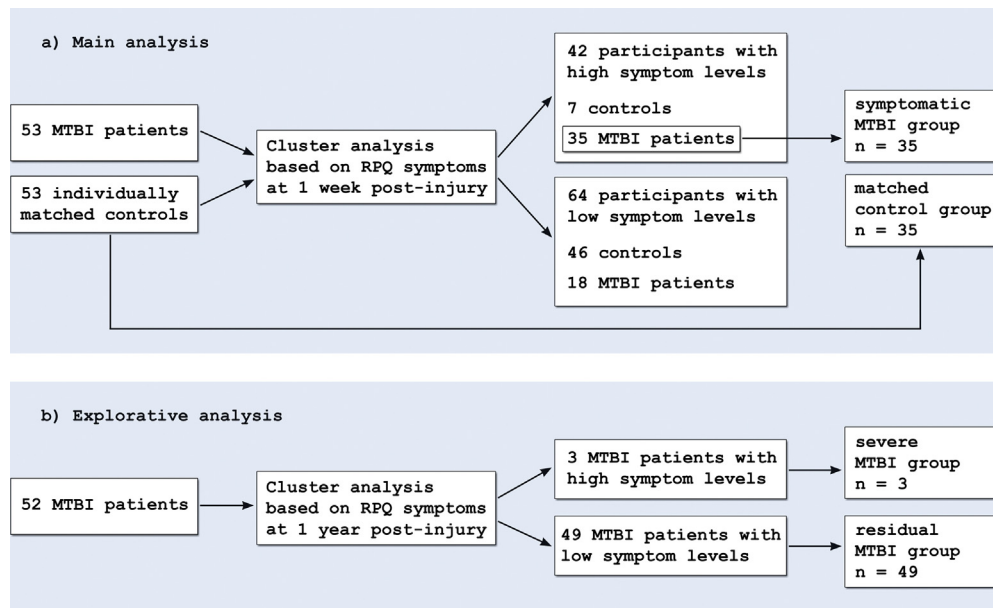 a) Main analysis
53 MTBI patients
53 individually
matched controls
Cluster analysis
based on RPQ symptoms
at 1 week post-injury
42 participants with
high symptom levels
7 controls
35 MTBI patients
64 participants with
low symptom levels
46 controls
18 MTBI patients
symptomatic
MTBI group
n = 35
matched
control group
n = 35
b) Explorative analysis
52 MTBI patients
Cluster analysis
based on RPQ symptoms
at 1 year post-injury
3 MTBI patients with
high symptom levels
49 MTBI patients with
low symptom levels
severe
MTBI group
n = 3
residual
MTBI group
n = 49